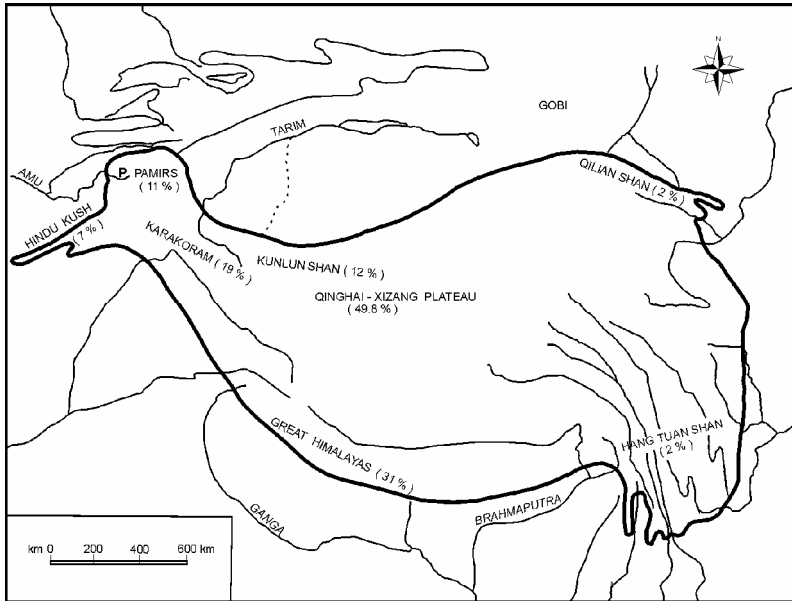 N
GOBI
TARIM
AMU
P PAMIRS
( 11 % )
QILIAN SHAN ( 2 % )
HINDU KUSH
( 7 % )
KARAKORAM ( 19 % )
KUNLUN SHAN ( 12 % )
QINGHAI - XIZANG PLATEAU
( 49.8 % )
GREAT HIMALAYAS ( 31 % )
HANG TUAN SHAN
( 2 % )
BRAHMAPUTRA
GANGA
km 0 200 400 600 km